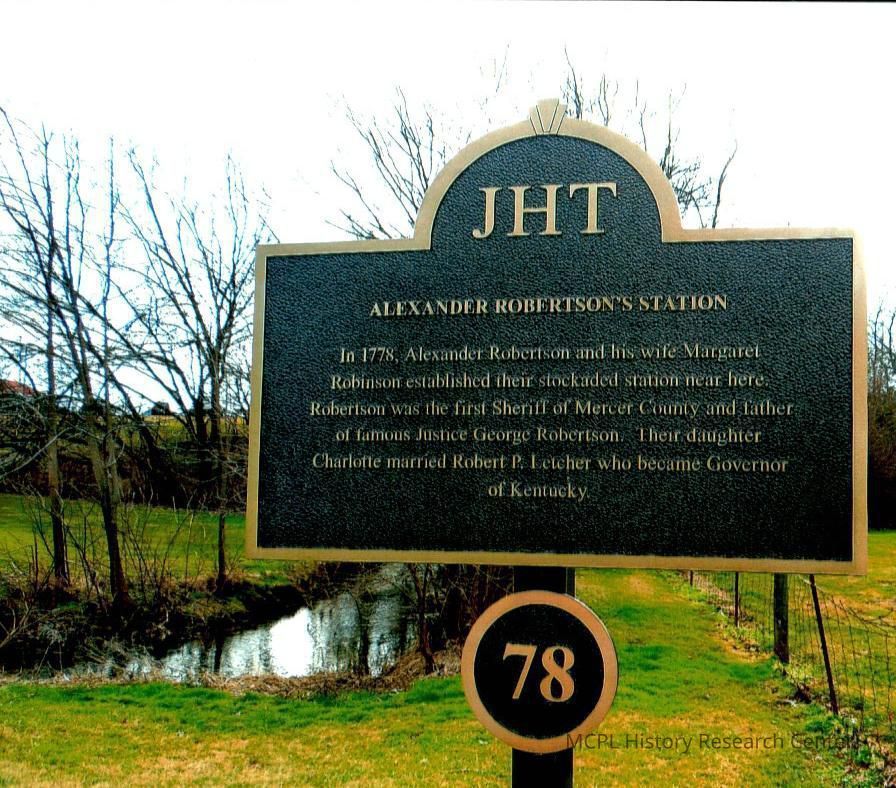 JHT
ALEXANDER ROBERTSON'S STATION
In 1778, Alexander Robertson and his wife Margaret
Robinson established their stockaded station near here.
Robertson was the first Sheriff of Mercer County and father
of famous Justice George Robertson. Their daughter
Charlotte married Robert P. Letcher who became Governor
of Kentucky.
78
MCPL History Research Center